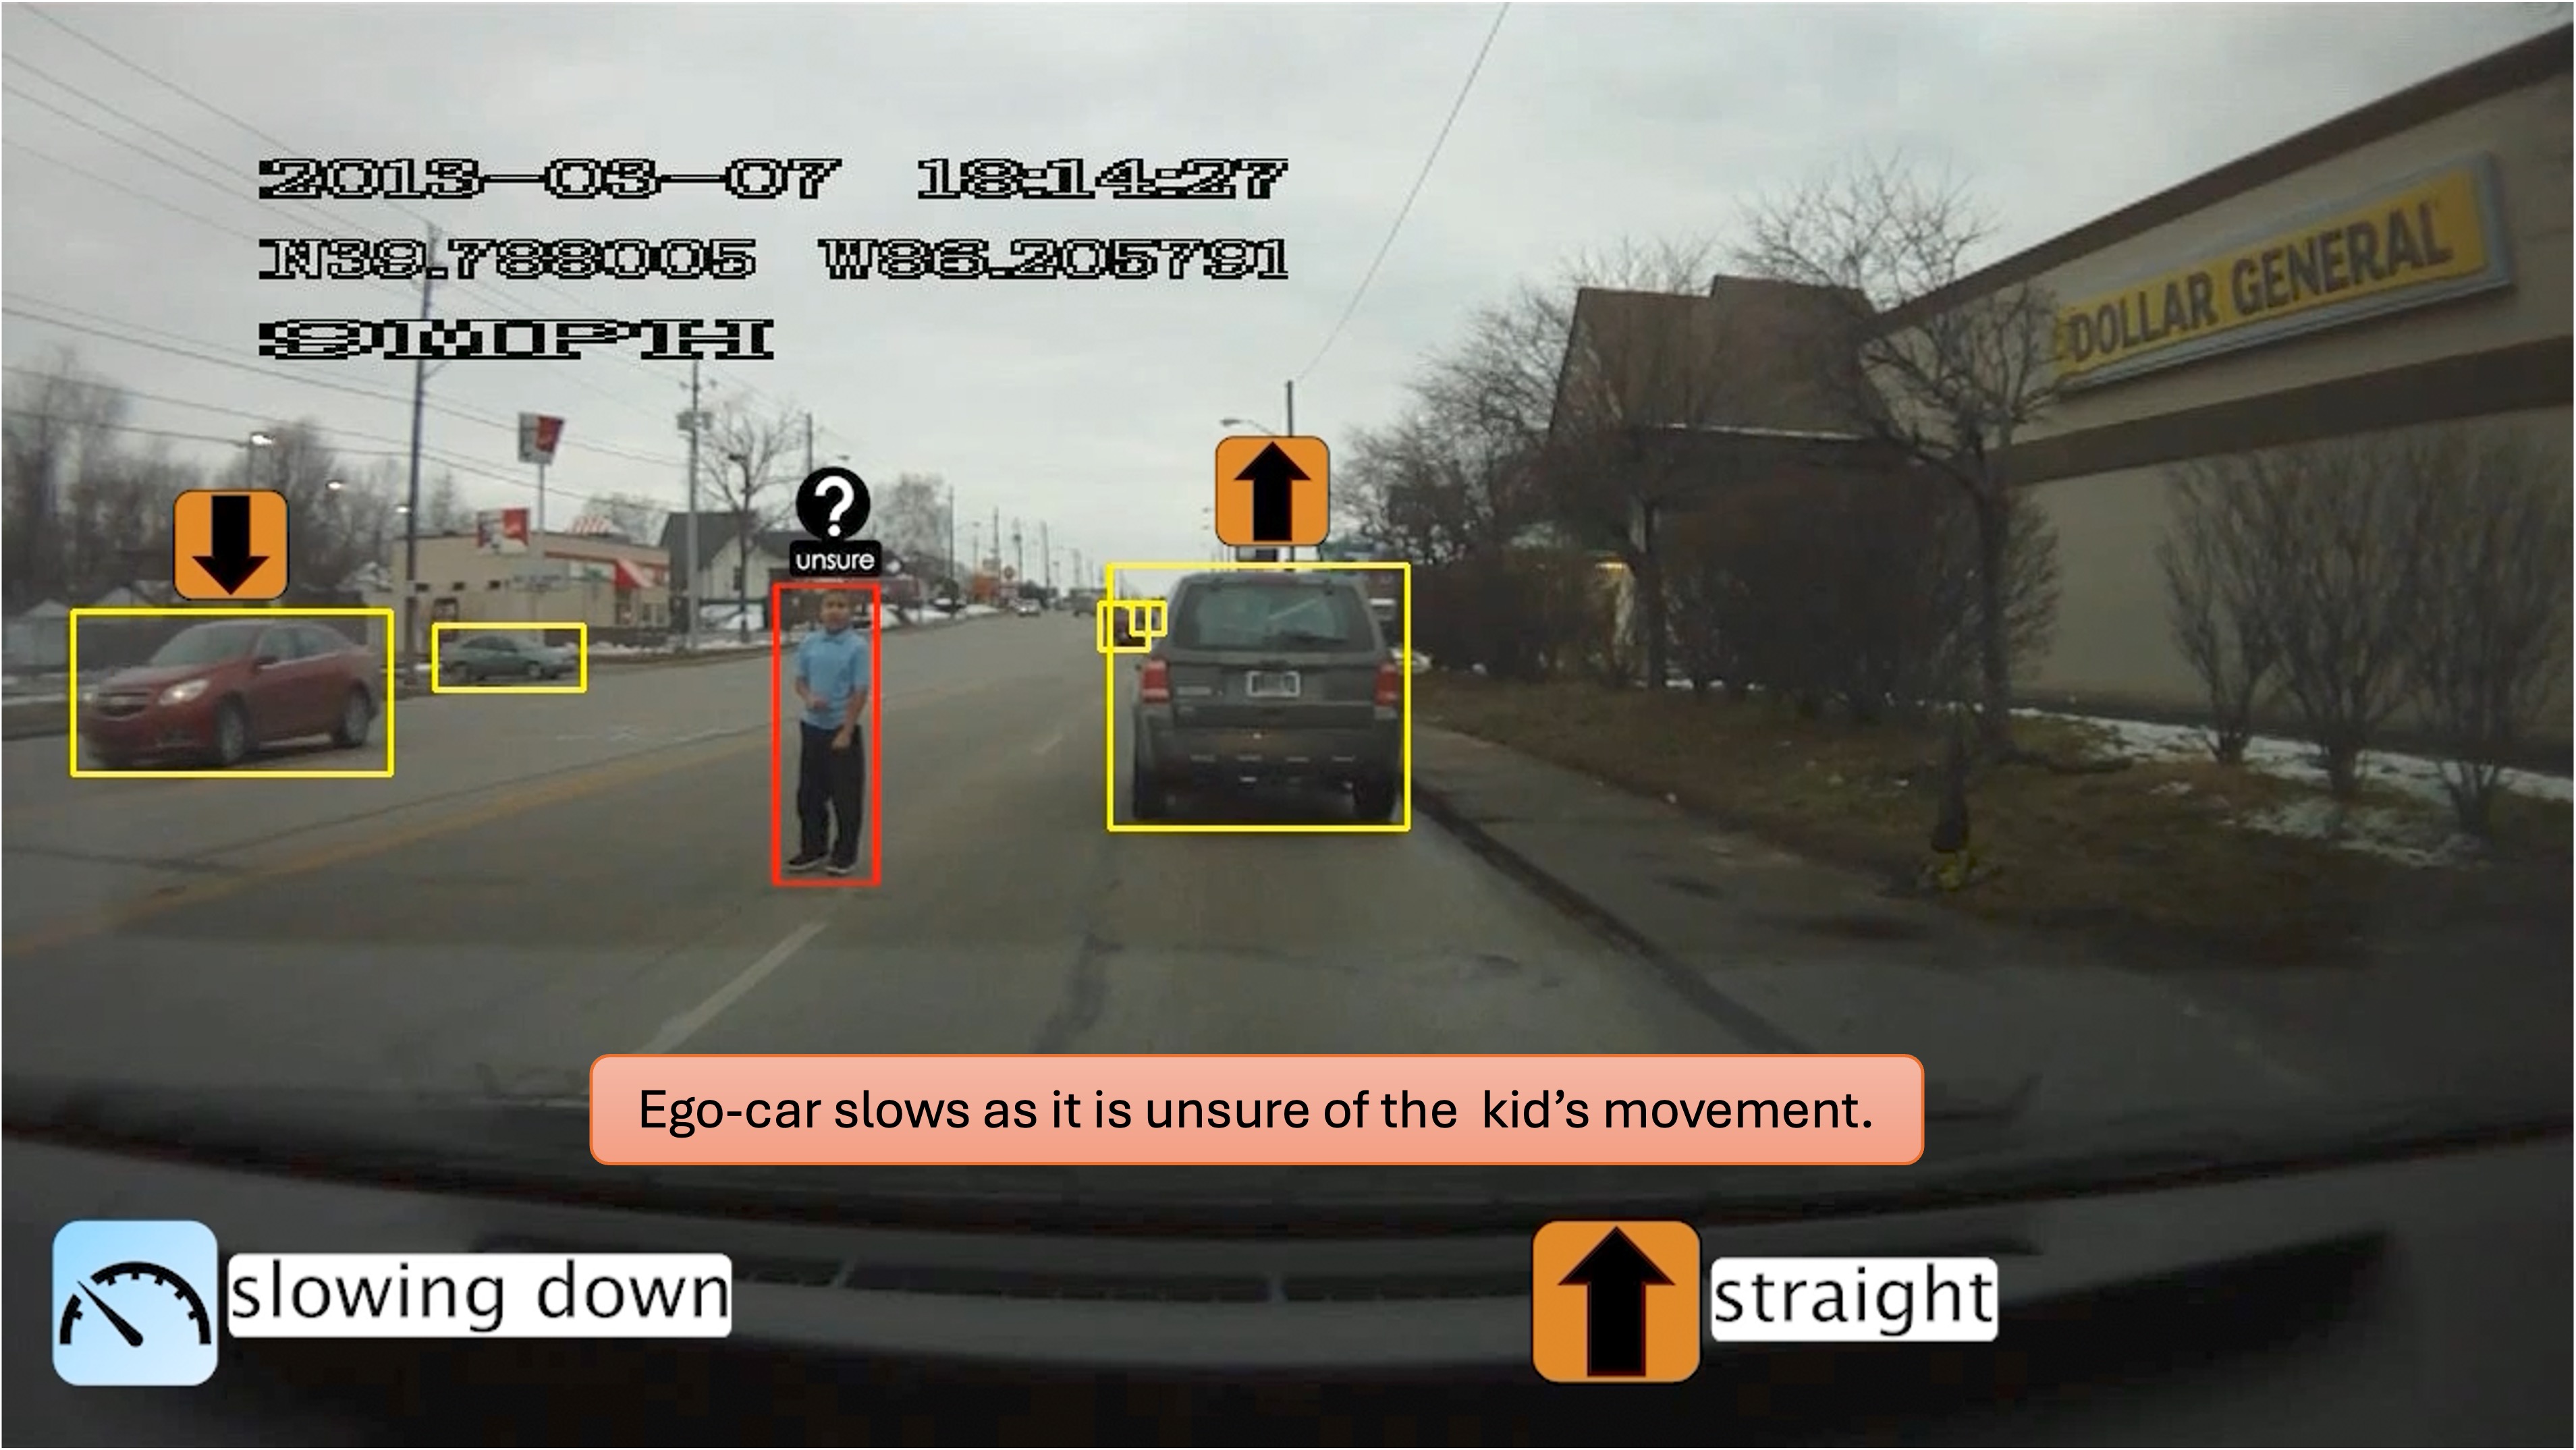 2013-03-07 18:14:27
N39.788005 W86.205791
9MPH
DOLLAR GENERAL
?
unsure
Ego-car slows as it is unsure of the kid's movement.
slowing down
straight